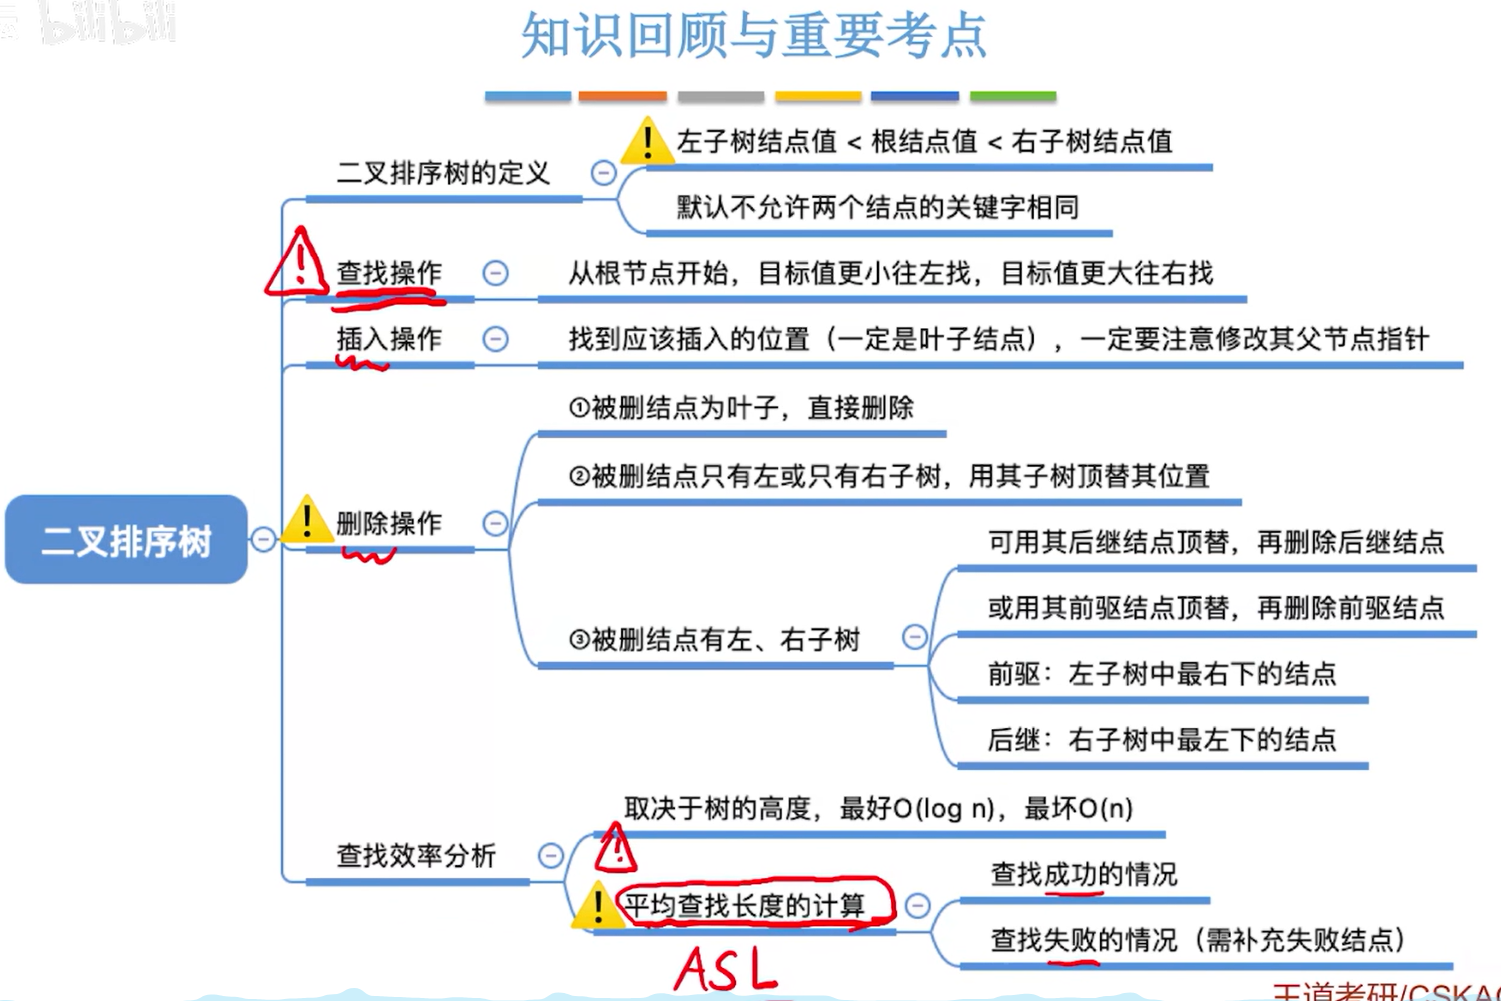 bilibili
知识回顾与重要考点
二叉排序树
二叉排序树的定义
左子树结点值 < 根结点值 < 右子树结点值
默认不允许两个结点的关键字相同
查找操作
从根节点开始，目标值更小往左找，目标值更大往右找
插入操作
找到应该插入的位置（一定是叶子结点），一定要注意修改其父节点指针
删除操作
①被删结点为叶子，直接删除
②被删结点只有左或只有右子树，用其子树顶替其位置
③被删结点有左、右子树
可用其后继结点顶替，再删除后继结点
或用其前驱结点顶替，再删除前驱结点
前驱：左子树中最右下的结点
后继：右子树中最左下的结点
查找效率分析
取决于树的高度，最好O(log n)，最坏O(n)
平均查找长度的计算
查找成功的情况
查找失败的情况（需补充失败结点）
ASL
王道考研/CSKAO